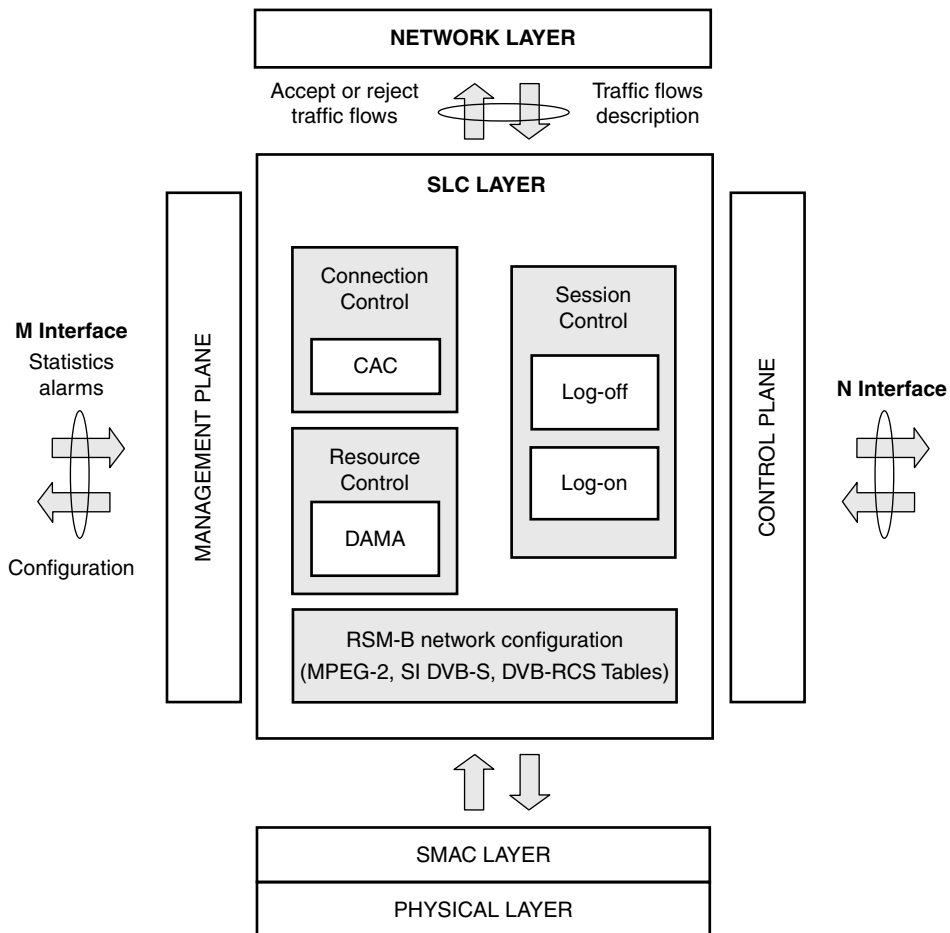 NETWORK LAYER
Accept or reject
traffic flows
Traffic flows
description
SLC LAYER
Connection
Control
CAC
Session
Control
Log-off
Log-on
Resource
Control
DAMA
RSM-B network configuration
(MPEG-2, SI DVB-S, DVB-RCS Tables)
M Interface
Statistics
alarms
Configuration
MANAGEMENT PLANE
CONTROL PLANE
N Interface
SMAC LAYER
PHYSICAL LAYER